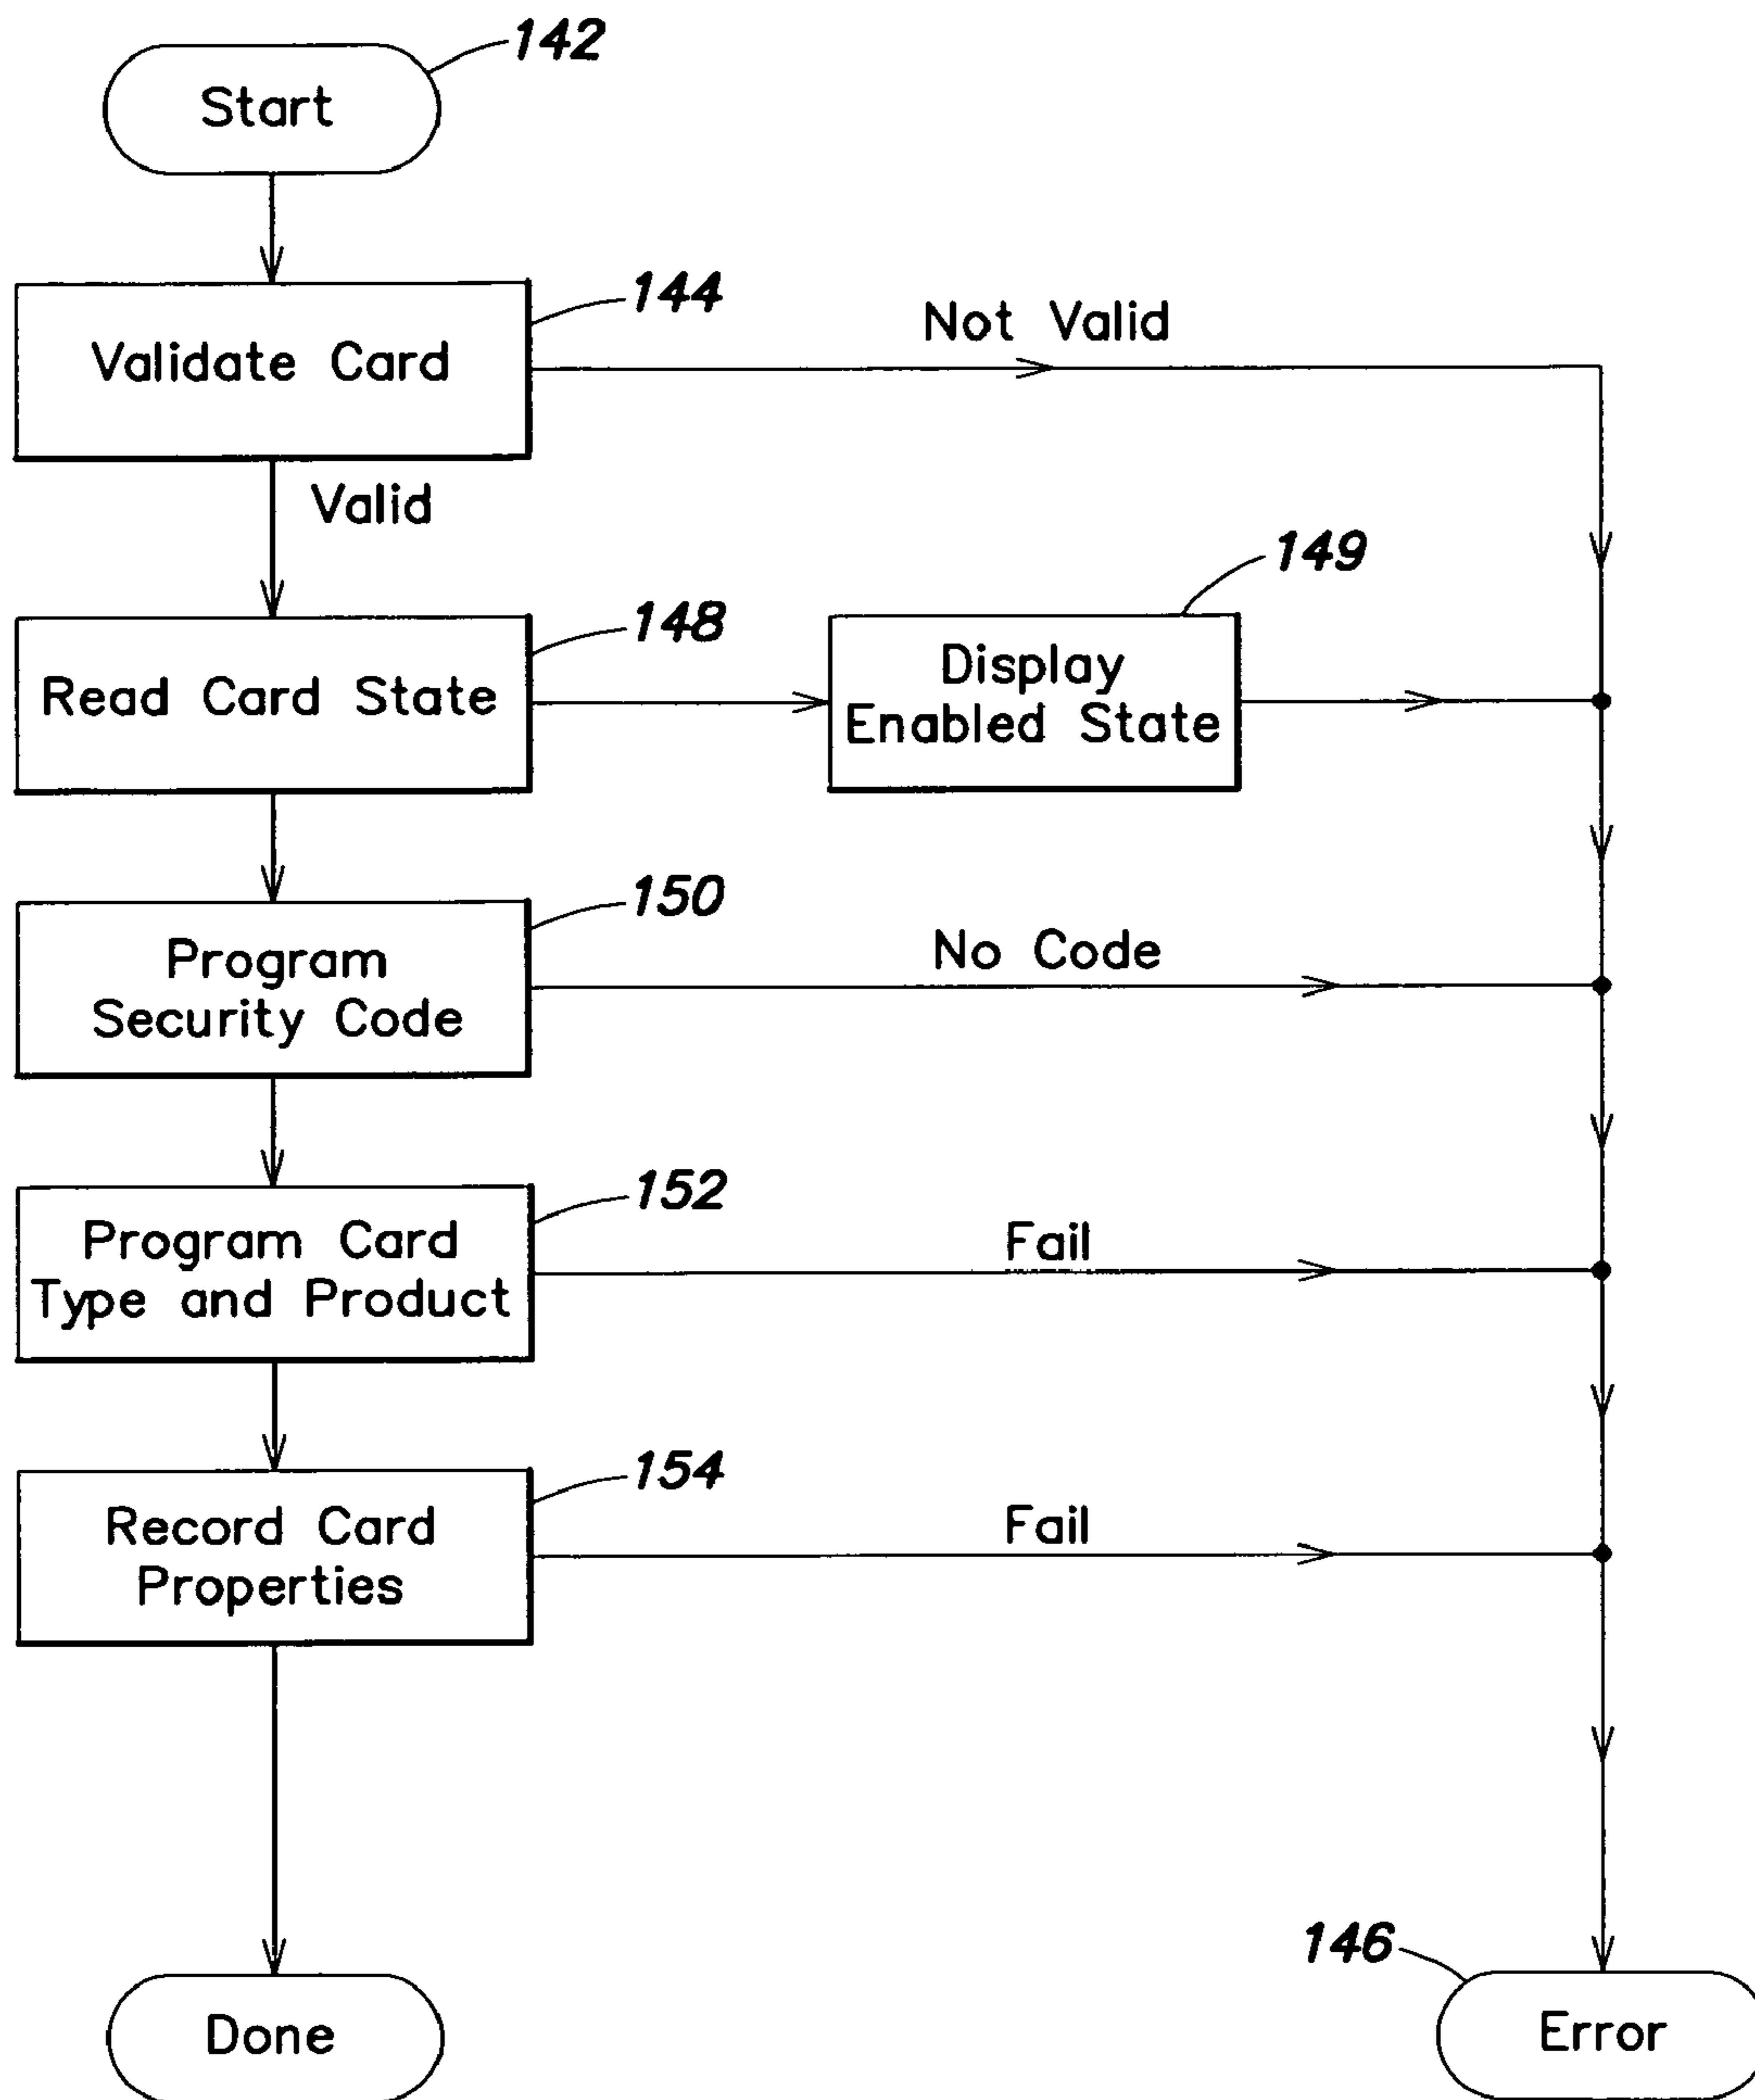 142
Start
144
Not Valid
Validate Card
Valid
149
148
Display
Enabled State
Read Card State
150
No Code
Program
Security Code
152
Fail
Program Card
Type and Product
154
Fail
Record Card
Properties
146
Done
Error